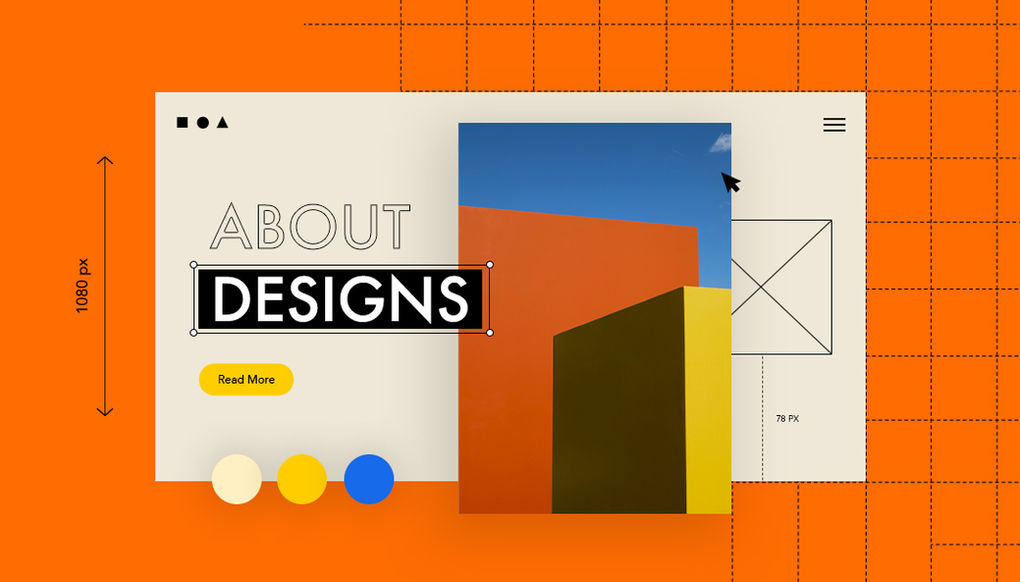 ABOUT
DESIGNS
Read More
1080 px
78 PX